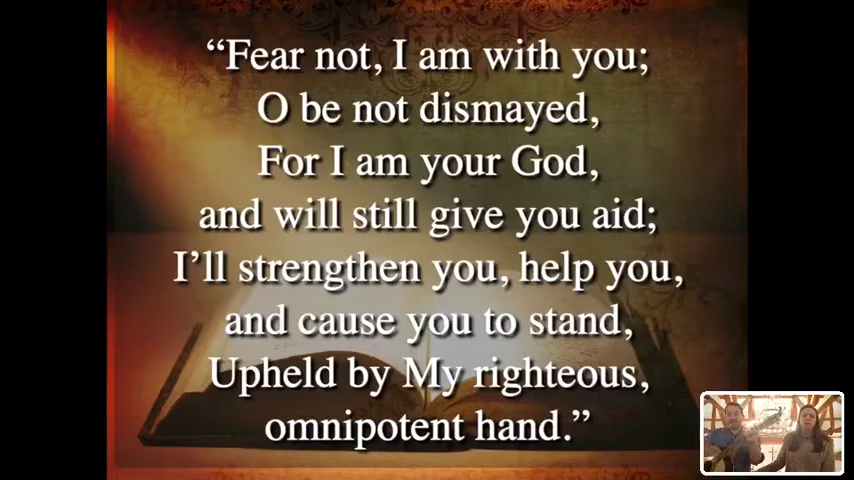 “Fear not, I am with you;
O be not dismayed,
For I am your God,
and will still give you aid;
I’ll strengthen you, help you,
and cause you to stand,
Upheld by My righteous,
omnipotent hand.”